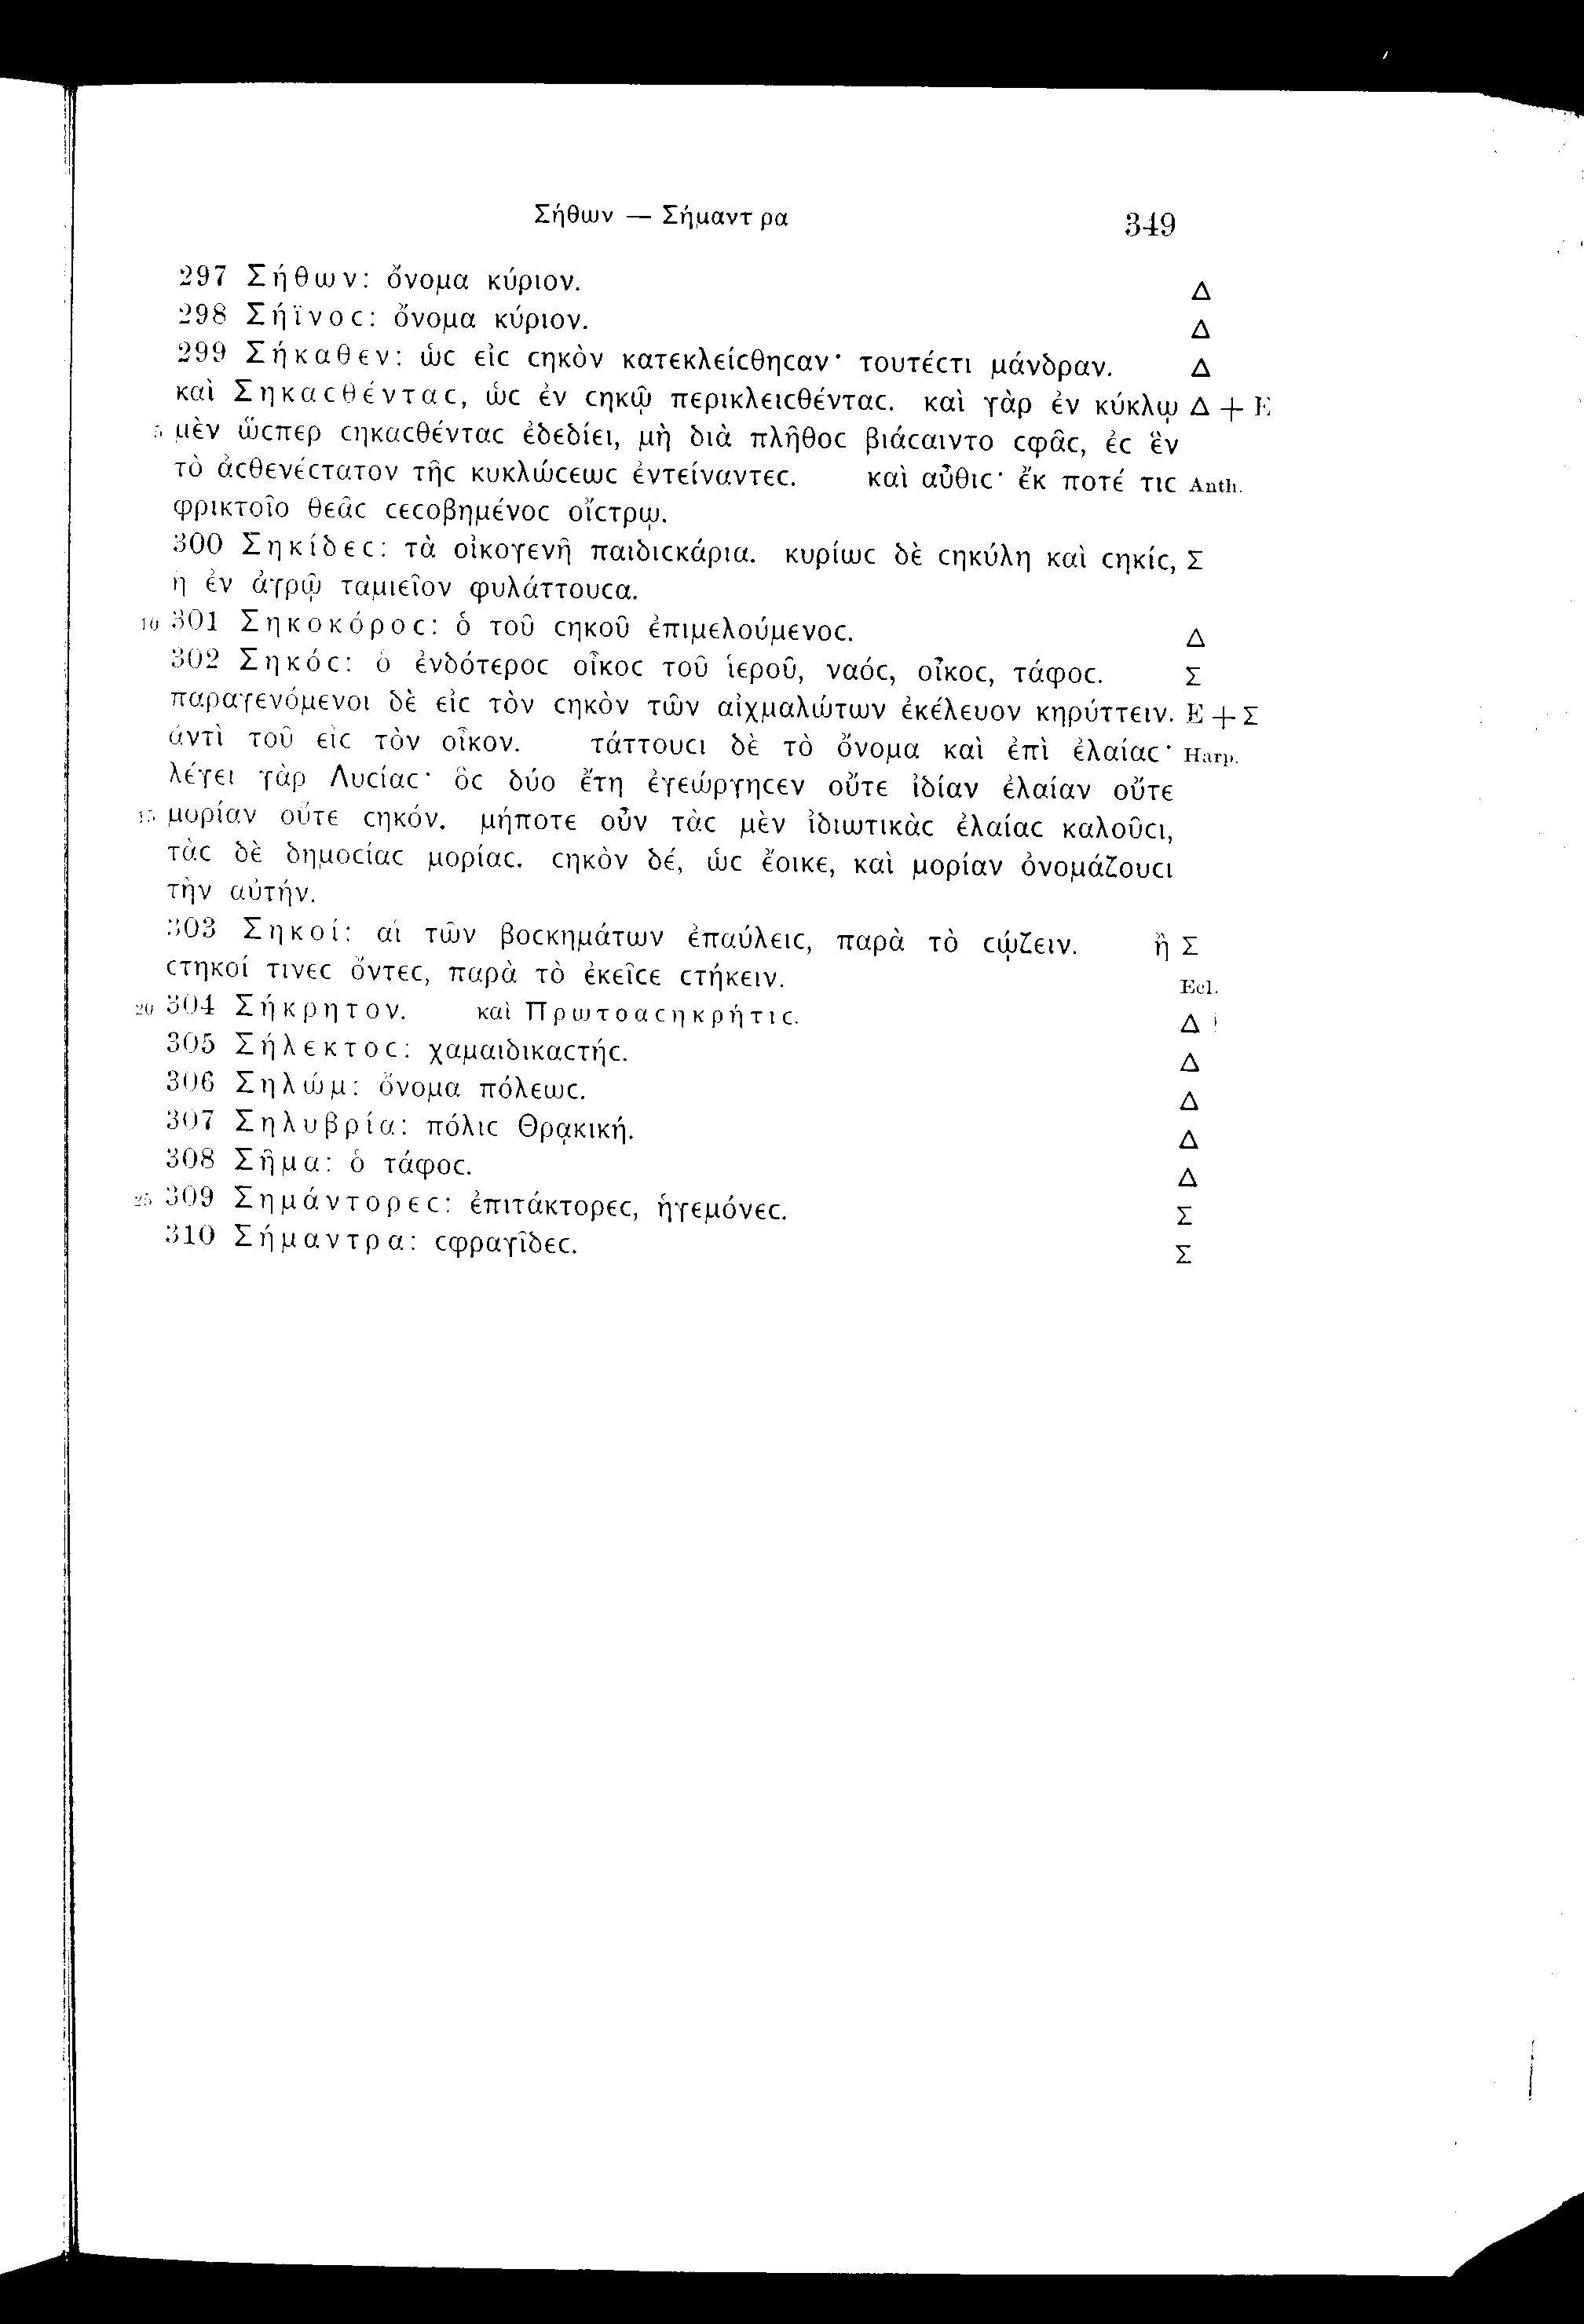 Σήθων — Σήμαντρα 349
297 Σήθων: ὄνομα κύριον. Δ
298 Σήϊνοϲ: ὄνομα κύριον. Δ
299 Σήκαθεν: ὡϲ εἰϲ ϲηκὸν κατεκλείϲθηϲαν· τουτέϲτι μάνδραν. Δ
καὶ Σηκαϲθένταϲ, ὡϲ ἐν ϲηκῷ περικλειϲθένταϲ. καὶ γὰρ ἐν κύκλῳ Δ + E
5 μὲν ὥϲπερ ϲηκαϲθένταϲ ἐδεδίει, μὴ διὰ πλῆθοϲ βιάϲαιντο ϲφᾶϲ, ἐϲ ἓν
τὸ ἀϲθενέϲτατον τῆϲ κυκλώϲεωϲ ἐντείναντεϲ. καὶ αὖθιϲ· ἔκ ποτέ τιϲ Anth.
φρικτοῖο θεᾶϲ ϲεϲοβημένοϲ οἴϲτρῳ.
300 Σηκίδεϲ: τὰ οἰκογενῆ παιδιϲκάρια. κυρίωϲ δὲ ϲηκύλη καὶ ϲηκίϲ, Σ
ἡ ἐν ἀγρῷ ταμιεῖον φυλάττουϲα.
10 301 Σηκοκόροϲ: ὁ τοῦ ϲηκοῦ ἐπιμελούμενοϲ. Δ
302 Σηκόϲ: ὁ ἐνδότεροϲ οἶκοϲ τοῦ ἱεροῦ, ναόϲ, οἶκοϲ, τάφοϲ. Σ
παραγενόμενοι δὲ εἰϲ τὸν ϲηκὸν τῶν αἰχμαλώτων ἐκέλευον κηρύττειν. E + Σ
ἀντὶ τοῦ εἰϲ τὸν οἶκον. τάττουϲι δὲ τὸ ὄνομα καὶ ἐπὶ ἐλαίαϲ· Harp.
λέγει γὰρ Λυϲίαϲ· ὃϲ δύο ἔτη ἐγεώργηϲεν οὔτε ἰδίαν ἐλαίαν οὔτε
15 μορίαν οὔτε ϲηκόν. μήποτε οὖν τὰϲ μὲν ἰδιωτικὰϲ ἐλαίαϲ καλοῦϲι,
τὰϲ δὲ δημοϲίαϲ μορίαϲ. ϲηκὸν δέ, ὡϲ ἔοικε, καὶ μορίαν ὀνομάζουϲι
τὴν αὐτήν.
303 Σηκοί: αἱ τῶν βοϲκημάτων ἐπαύλειϲ, παρὰ τὸ ϲῴζειν. ἢ Σ
ϲτηκοί τινεϲ ὄντεϲ, παρὰ τὸ ἐκεῖϲε ϲτήκειν. Ecl.
20 304 Σήκρητον. καὶ Πρωτοαϲηκρήτιϲ. Δ
305 Σήλεκτοϲ: χαμαιδικαϲτήϲ. Δ
306 Σηλώμ: ὄνομα πόλεωϲ. Δ
307 Σηλυβρία: πόλιϲ Θρᾳκική. Δ
308 Σῆμα: ὁ τάφοϲ. Δ
25 309 Σημάντορεϲ: ἐπιτάκτορεϲ, ἡγεμόνεϲ. Σ
310 Σήμαντρα: ϲφραγῖδεϲ. Σ